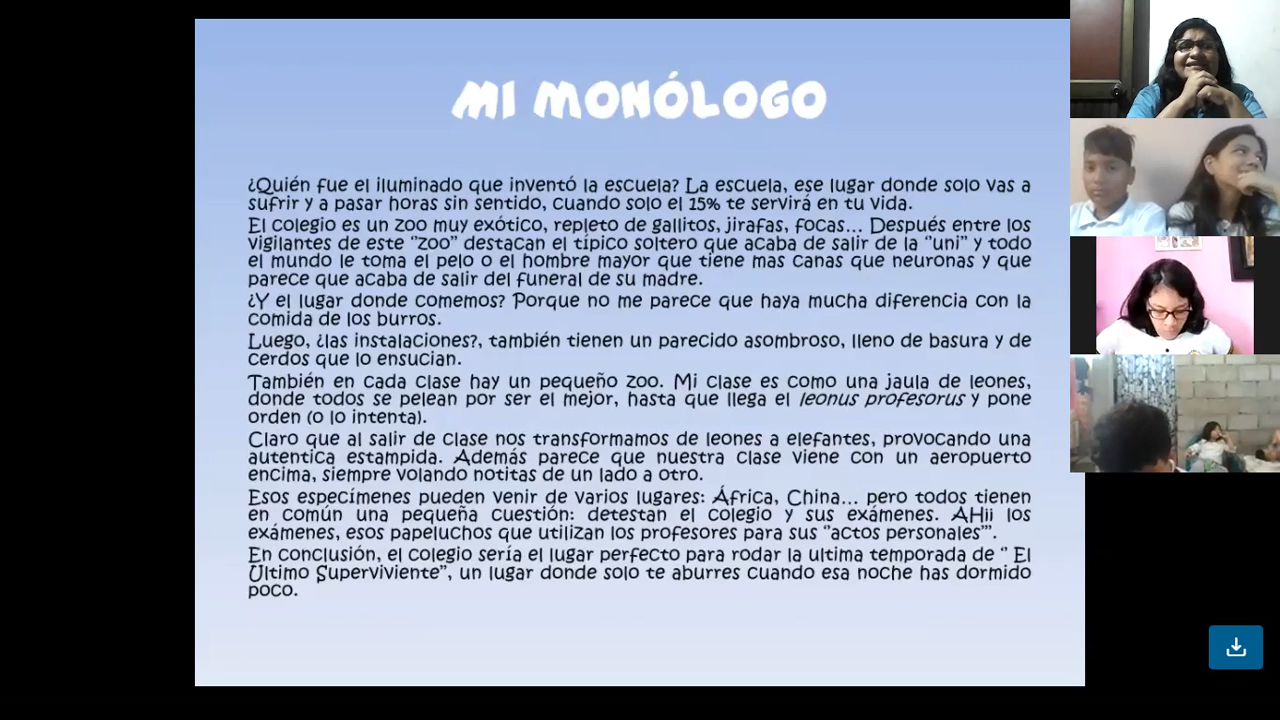 MI MONÓLOGO
¿Quién fue el iluminado que inventó la escuela? La escuela, ese lugar donde solo vas a
sufrir y a pasar horas sin sentido, cuando solo el 15% te servirá en tu vida.
El colegio es un zoo muy exótico, repleto de gallitos, jirafas, focas... Después entre los
vigilantes de este “zoo” destacan el típico soltero que acaba de salir de la “uni” y todo
el mundo le toma el pelo o el hombre mayor que tiene mas canas que neuronas y que
parece que acaba de salir del funeral de su madre.
¿Y el lugar donde comemos? Porque no me parece que haya mucha diferencia con la
comida de los burros.
Luego, ¿las instalaciones?, también tienen un parecido asombroso, lleno de basura y de
cerdos que lo ensucian.
También en cada clase hay un pequeño zoo. Mi clase es como una jaula de leones,
donde todos se pelean por ser el mejor, hasta que llega el leonus profesorus y pone
orden (o lo intenta).
Claro que al salir de clase nos transformamos de leones a elefantes, provocando una
autentica estampida. Además parece que nuestra clase viene con un aeropuerto
encima, siempre volando notitas de un lado a otro.
Esos especímenes pueden venir de varios lugares: África, China... pero todos tienen
en común una pequeña cuestión: detestan el colegio y sus exámenes. AH¡¡ los
exámenes, esos papeluchos que utilizan los profesores para sus “actos personales”’.
En conclusión, el colegio sería el lugar perfecto para rodar la ultima temporada de “ El
Último Superviviente”, un lugar donde solo te aburres cuando esa noche has dormido
poco.